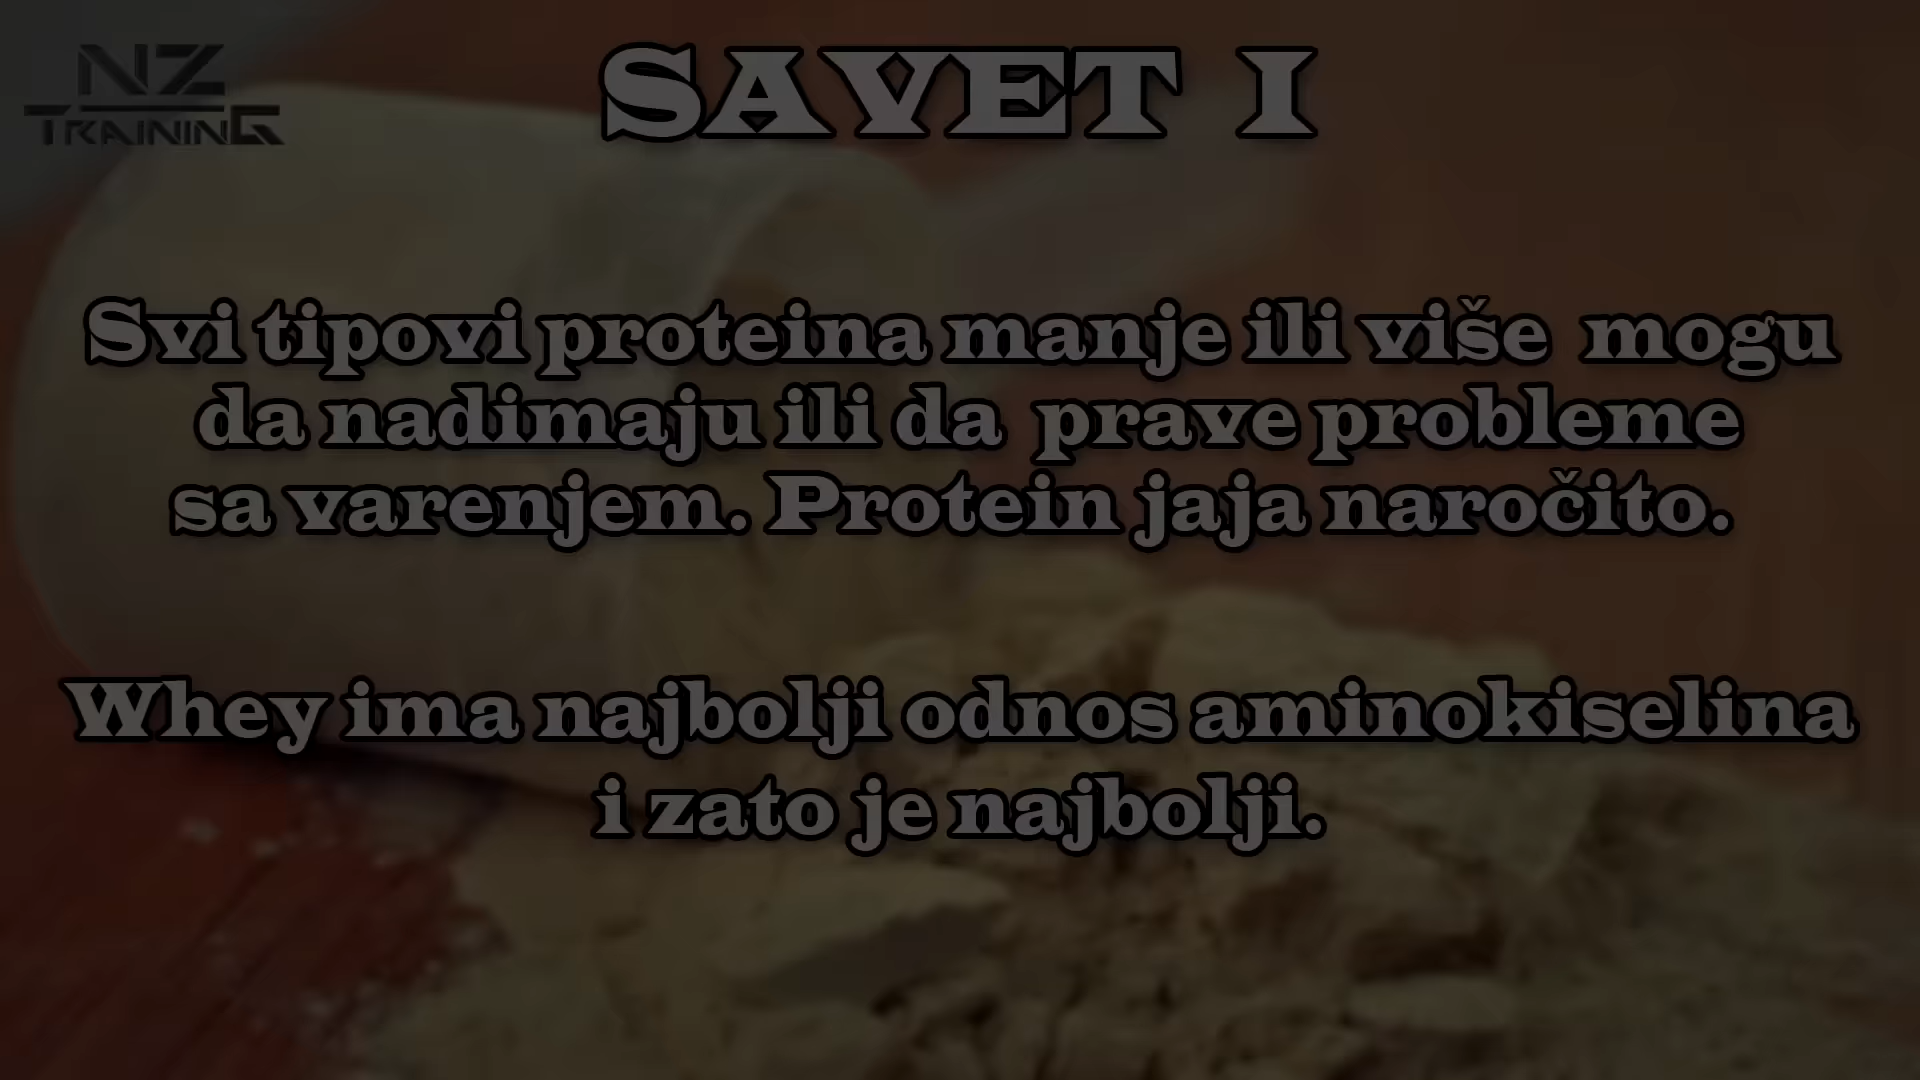 NZ
TRAINING
SAVET I
Svi tipovi proteina manje ili više mogu
da nadimaju ili da prave probleme
sa varenjem. Protein jaja naročito.
Whey ima najbolji odnos aminokiselina
i zato je najbolji.